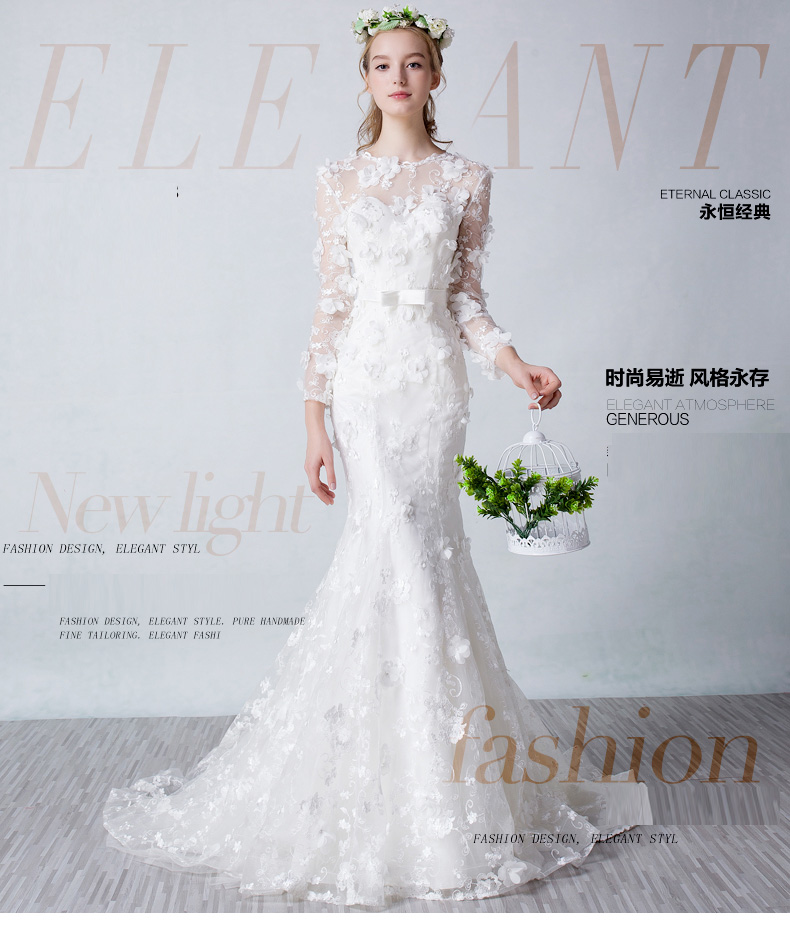 ELEGANT
ETERNAL CLASSIC
永恒经典
时尚易逝 风格永存
ELEGANT ATMOSPHERE
GENEROUS
New light
FASHION DESIGN, ELEGANT STYL
FASHION DESIGN, ELEGANT STYLE. PURE HANDMADE
FINE TAILORING. ELEGANT FASHI
fashion
FASHION DESIGN, ELEGANT STYL